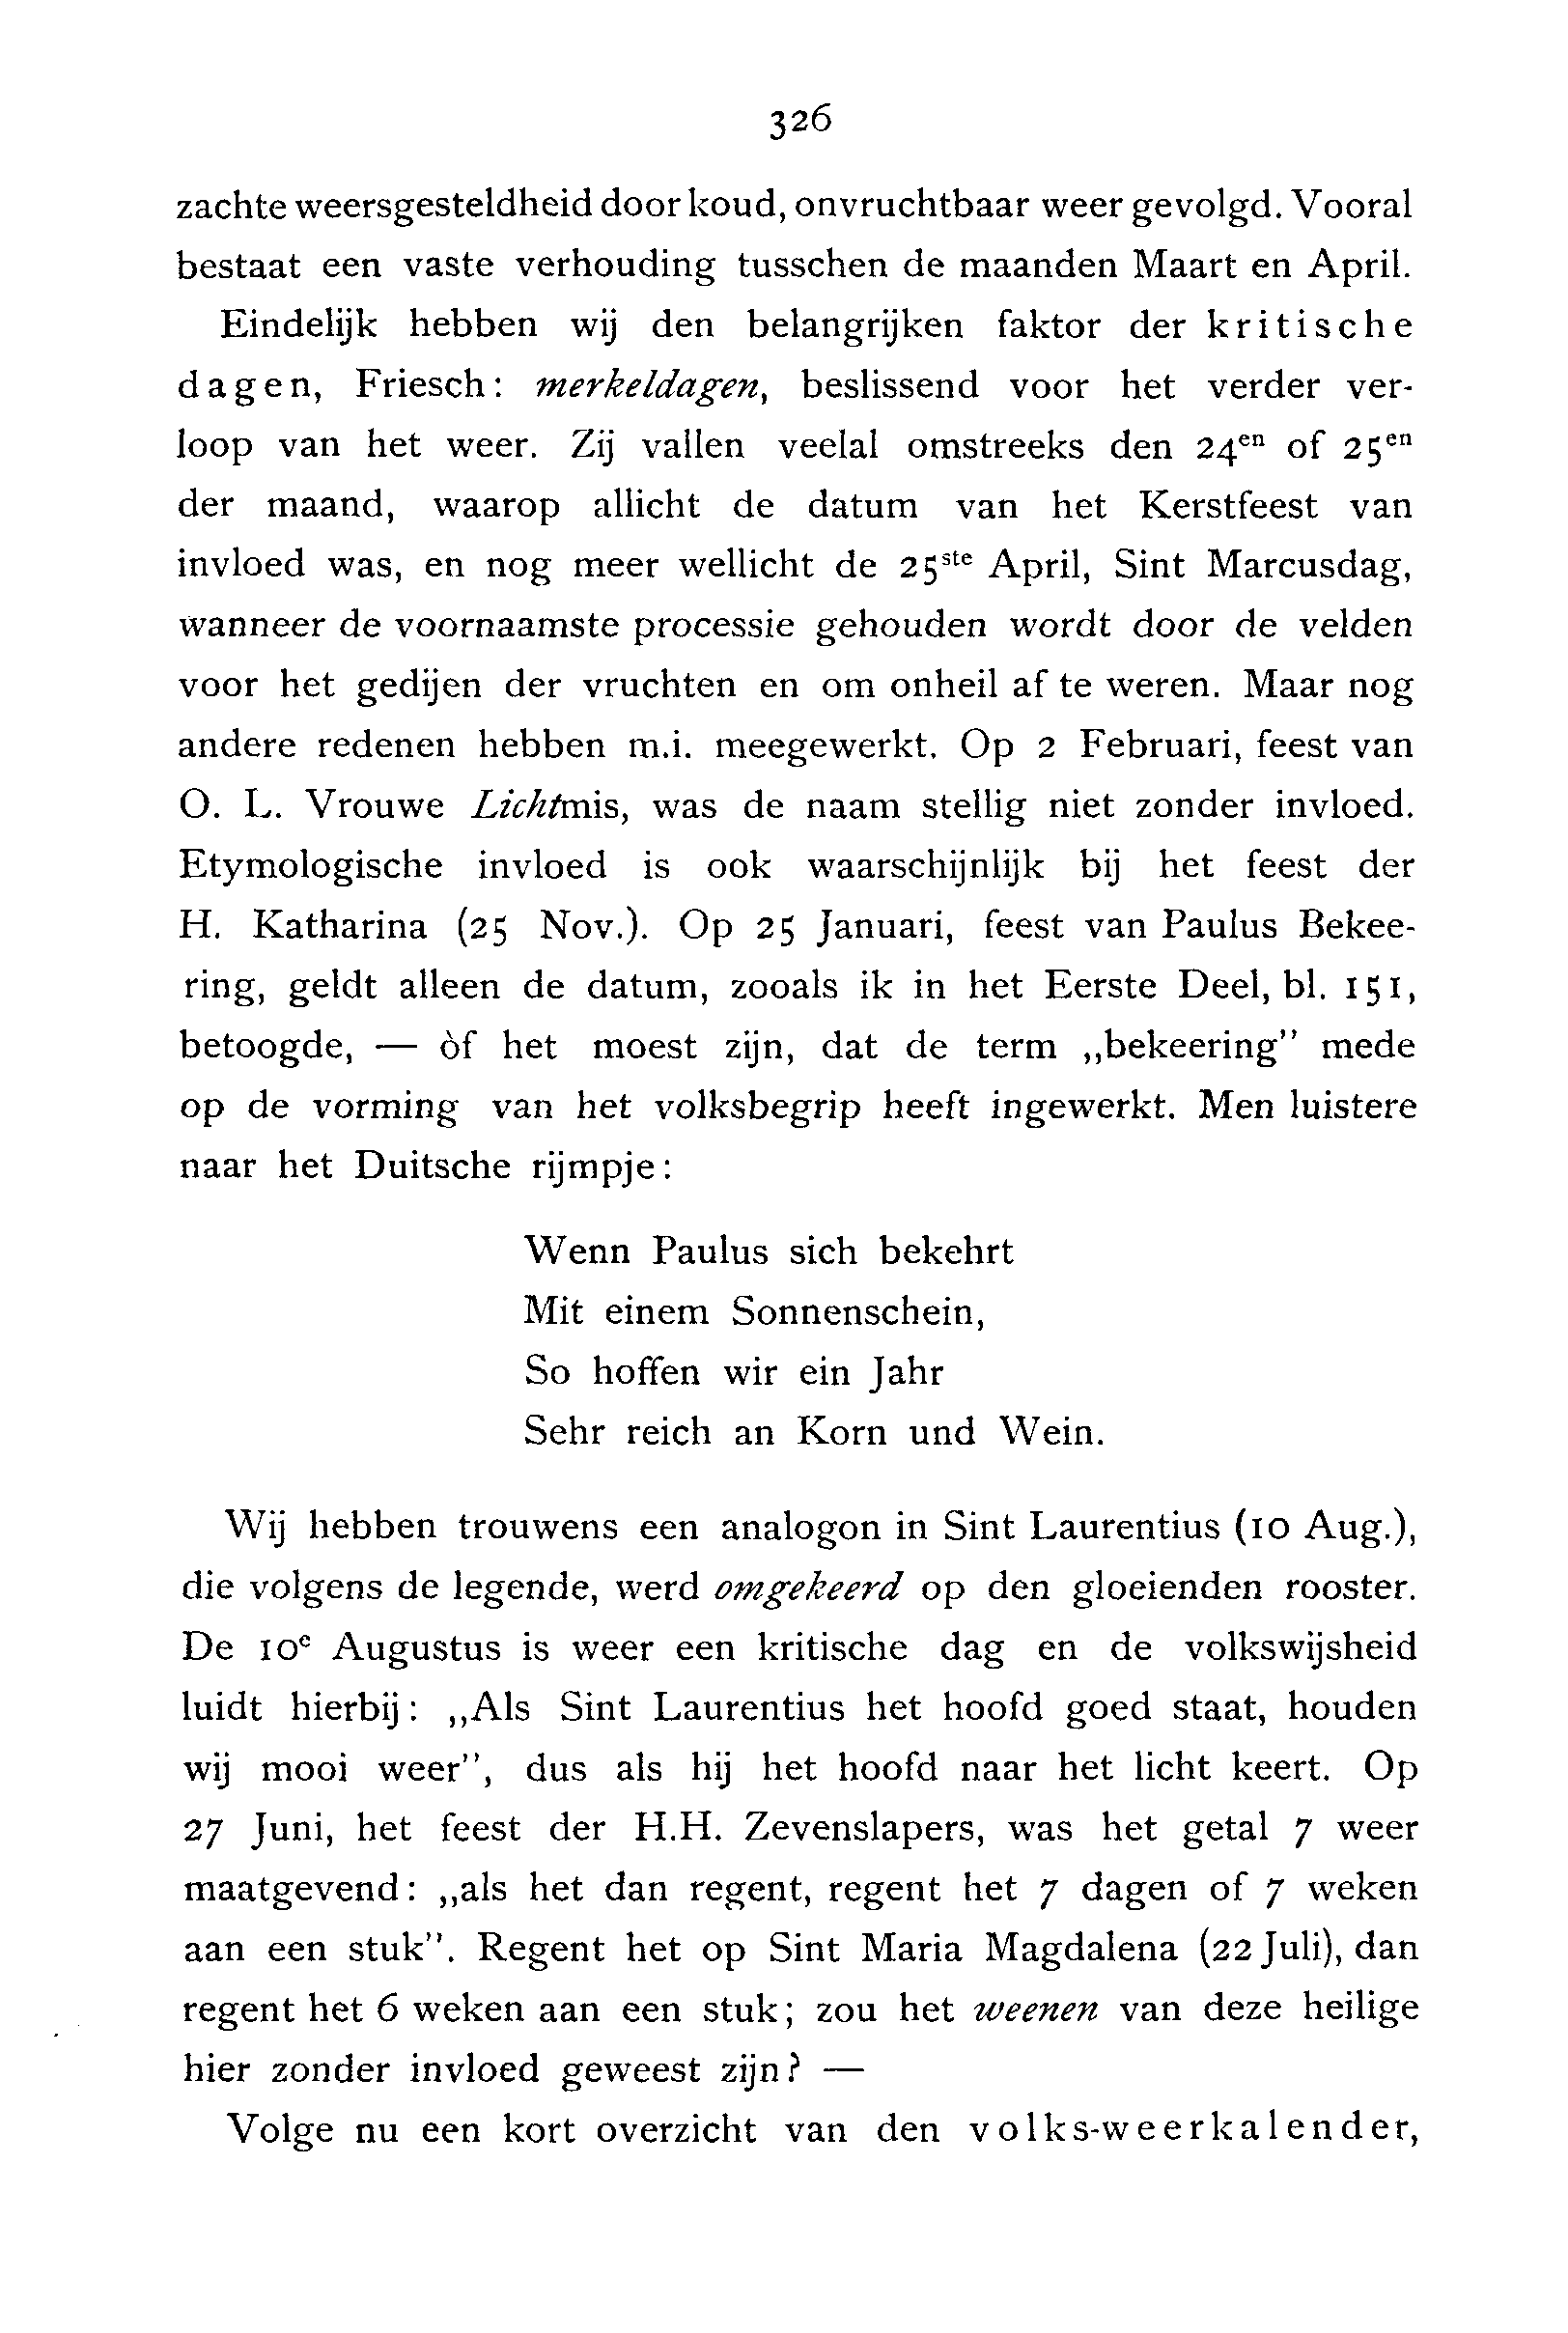 326
zachte weersgesteldheid door koud, onvruchtbaar weer gevolgd. Vooral
bestaat een vaste verhouding tusschen de maanden Maart en April.
Eindelijk hebben wij den belangrijken faktor der kritische
dagen, Friesch: merkeldagen, beslissend voor het verder ver-
loop van het weer. Zij vallen veelal omstreeks den 24en of 25en
der maand, waarop allicht de datum van het Kerstfeest van
invloed was, en nog meer wellicht de 25ste April, Sint Marcusdag,
wanneer de voornaamste processie gehouden wordt door de velden
voor het gedijen der vruchten en om onheil af te weren. Maar nog
andere redenen hebben m.i. meegewerkt. Op 2 Februari, feest van
O. L. Vrouwe Lichtmis, was de naam stellig niet zonder invloed.
Etymologische invloed is ook waarschijnlijk bij het feest der
H. Katharina (25 Nov.). Op 25 Januari, feest van Paulus Bekee-
ring, geldt alleen de datum, zooals ik in het Eerste Deel, bl. 151,
betoogde, — òf het moest zijn, dat de term „bekeering” mede
op de vorming van het volksbegrip heeft ingewerkt. Men luistere
naar het Duitsche rijmpje:
Wenn Paulus sich bekehrt
Mit einem Sonnenschein,
So hoffen wir ein Jahr
Sehr reich an Korn und Wein.
Wij hebben trouwens een analogon in Sint Laurentius (10 Aug.),
die volgens de legende, werd omgekeerd op den gloeienden rooster.
De 10e Augustus is weer een kritische dag en de volkswijsheid
luidt hierbij: „Als Sint Laurentius het hoofd goed staat, houden
wij mooi weer”, dus als hij het hoofd naar het licht keert. Op
27 Juni, het feest der H.H. Zevenslapers, was het getal 7 weer
maatgevend: „als het dan regent, regent het 7 dagen of 7 weken
aan een stuk”. Regent het op Sint Maria Magdalena (22 Juli), dan
regent het 6 weken aan een stuk; zou het weenen van deze heilige
hier zonder invloed geweest zijn? —
Volge nu een kort overzicht van den volks-weerkalender,